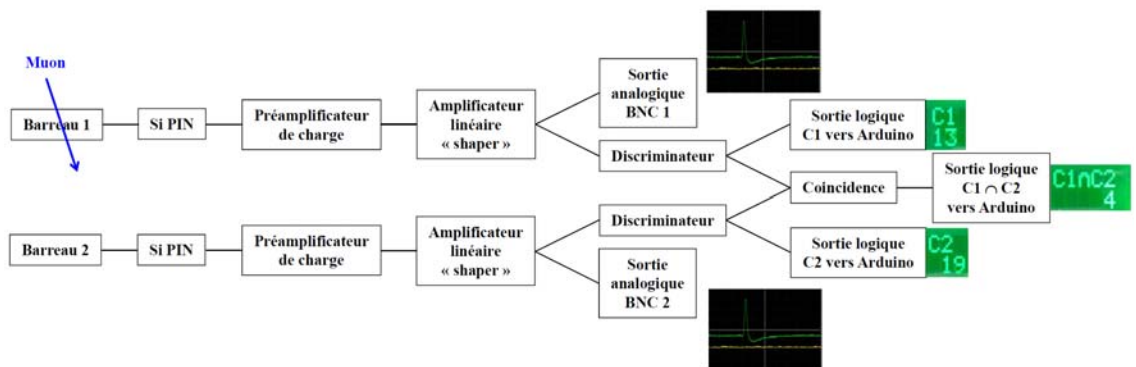 Muon
Barreau 1
Si PIN
Préamplificateur
de charge
Amplificateur
linéaire
« shaper »
Sortie
analogique
BNC 1
Discriminateur
Sortie logique
C1 vers Arduino
C1
13
Coincidence
Sortie logique
C1 ∩ C2
vers Arduino
C1∩C2
4
Barreau 2
Si PIN
Préamplificateur
de charge
Amplificateur
linéaire
« shaper »
Discriminateur
Sortie
analogique
BNC 2
Sortie logique
C2 vers Arduino
C2
19